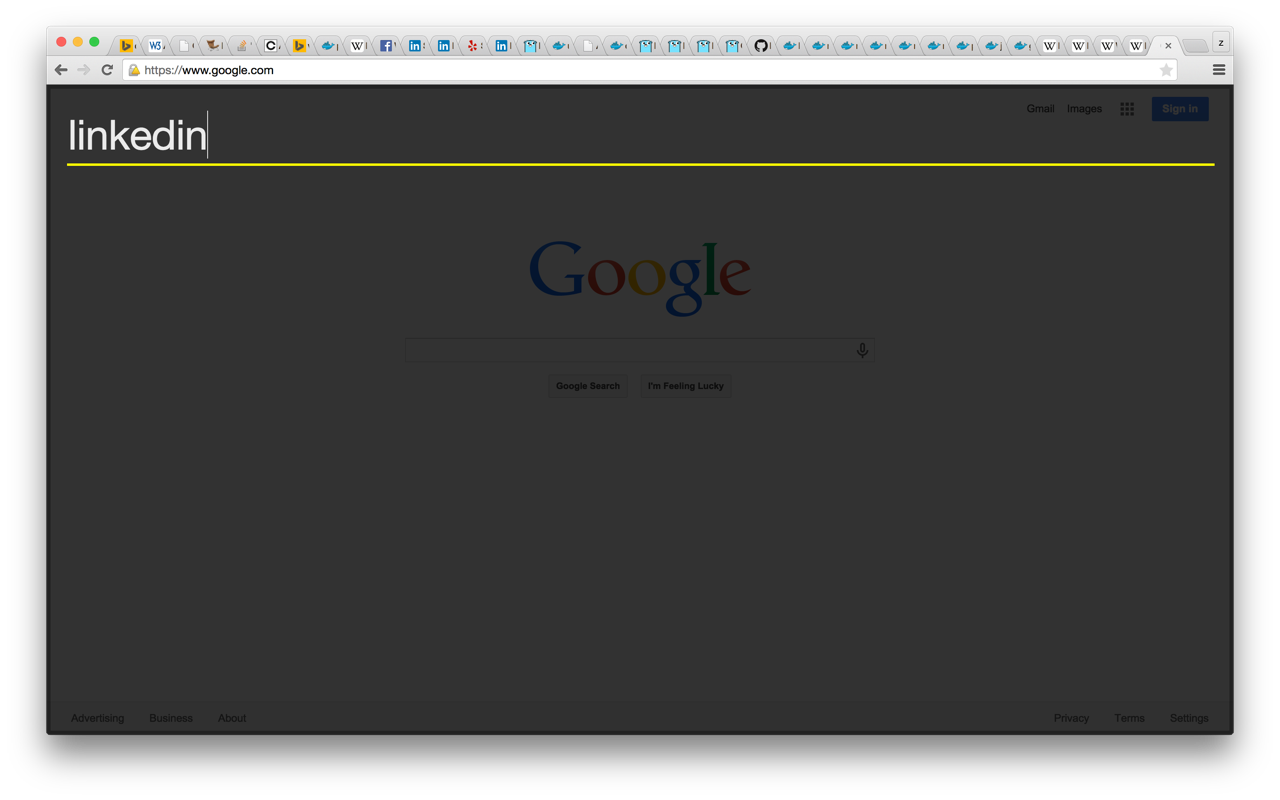 z
https://www.google.com
Gmail Images Sign in
linkedin
Google
Google Search I'm Feeling Lucky
Advertising Business About Privacy Terms Settings